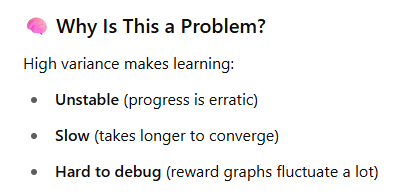 🧠 Why Is This a Problem?
High variance makes learning:
• Unstable (progress is erratic)
• Slow (takes longer to converge)
• Hard to debug (reward graphs fluctuate a lot)